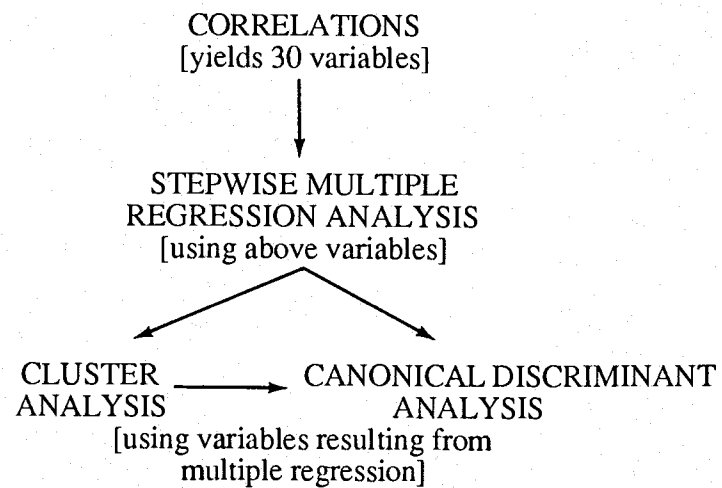 CORRELATIONS
[yields 30 variables]
STEPWISE MULTIPLE
REGRESSION ANALYSIS
[using above variables]
CLUSTER
ANALYSIS
CANONICAL DISCRIMINANT
ANALYSIS
[using variables resulting from
multiple regression]